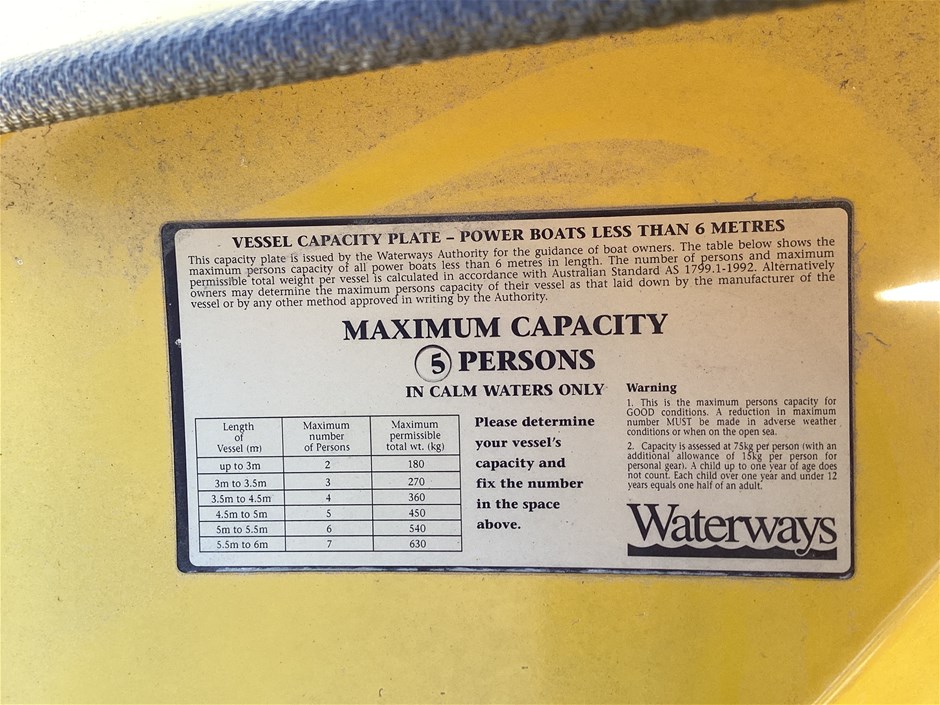 VESSEL CAPACITY PLATE – POWER BOATS LESS THAN 6 METRES
This capacity plate is issued by the Waterways Authority for the guidance of boat owners. The table below shows the
maximum persons capacity of all power boats less than 6 metres in length. The number of persons and maximum
permissible total weight per vessel is calculated in accordance with Australian Standard AS 1799.1-1992. Alternatively
owners may determine the maximum persons capacity of their vessel as that laid down by the manufacturer of the
vessel or by any other method approved in writing by the Authority.
MAXIMUM CAPACITY
5 PERSONS
IN CALM WATERS ONLY
Length of Vessel (m) Maximum number of Persons Maximum permissible total wt. (kg)
up to 3m 2 180
3m to 3.5m 3 270
3.5m to 4.5m 4 360
4.5m to 5m 5 450
5m to 5.5m 6 540
5.5m to 6m 7 630
Please determine
your vessel's
capacity and
fix the number
in the space
above.
Warning
1. This is the maximum persons capacity for
GOOD conditions. A reduction in maximum
number MUST be made in adverse weather
conditions or when on the open sea.
2. Capacity is assessed at 75kg per person (with an
additional allowance of 15kg per person for
personal gear). A child up to one year of age does
not count. Each child over one year and under 12
years equals one half of an adult.
Waterways